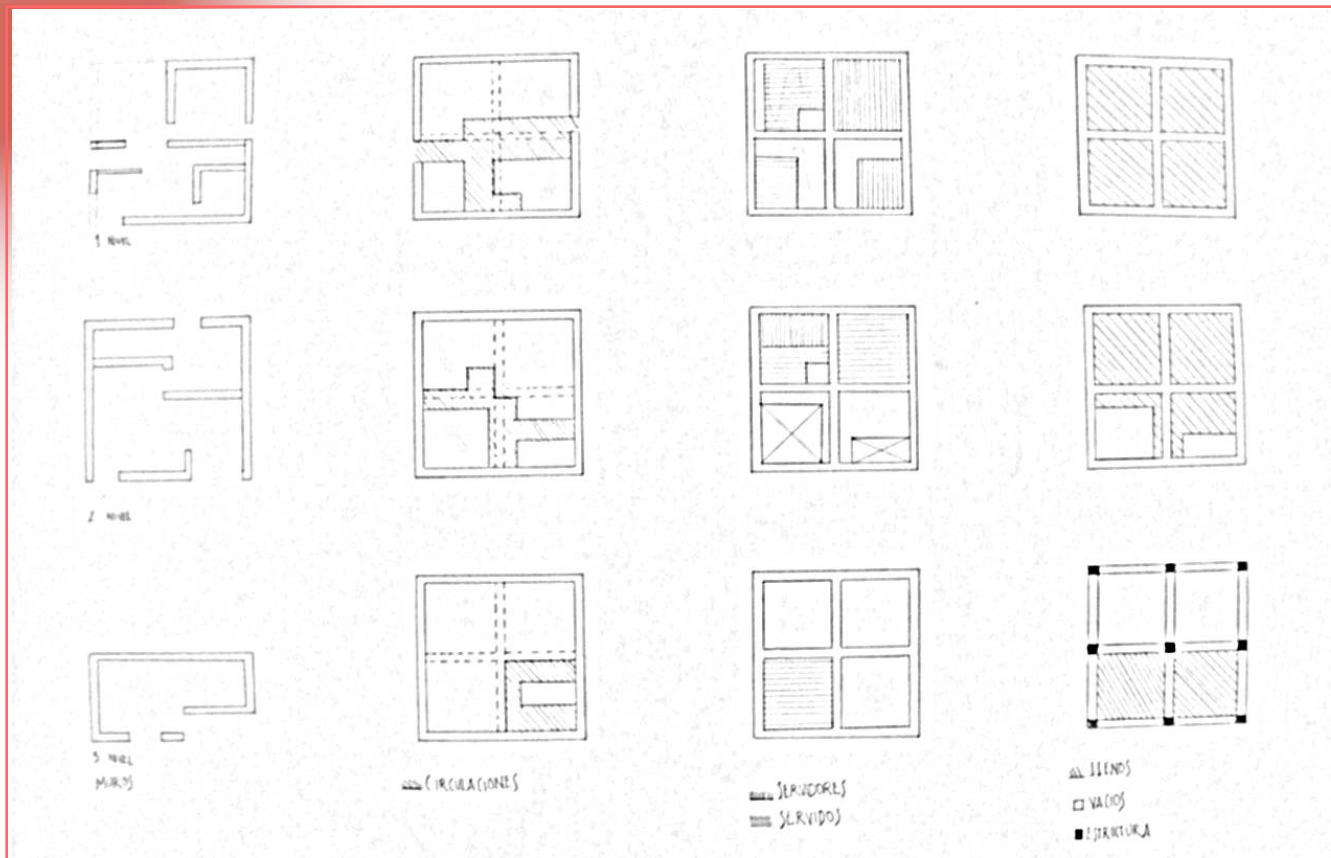 1 NIVEL
2 NIVEL
3 NIVEL
MUROS
CIRCULACIONES
SERVIDORES
SERVIDOS
LLENOS
VACIOS
ESTRUCTURA